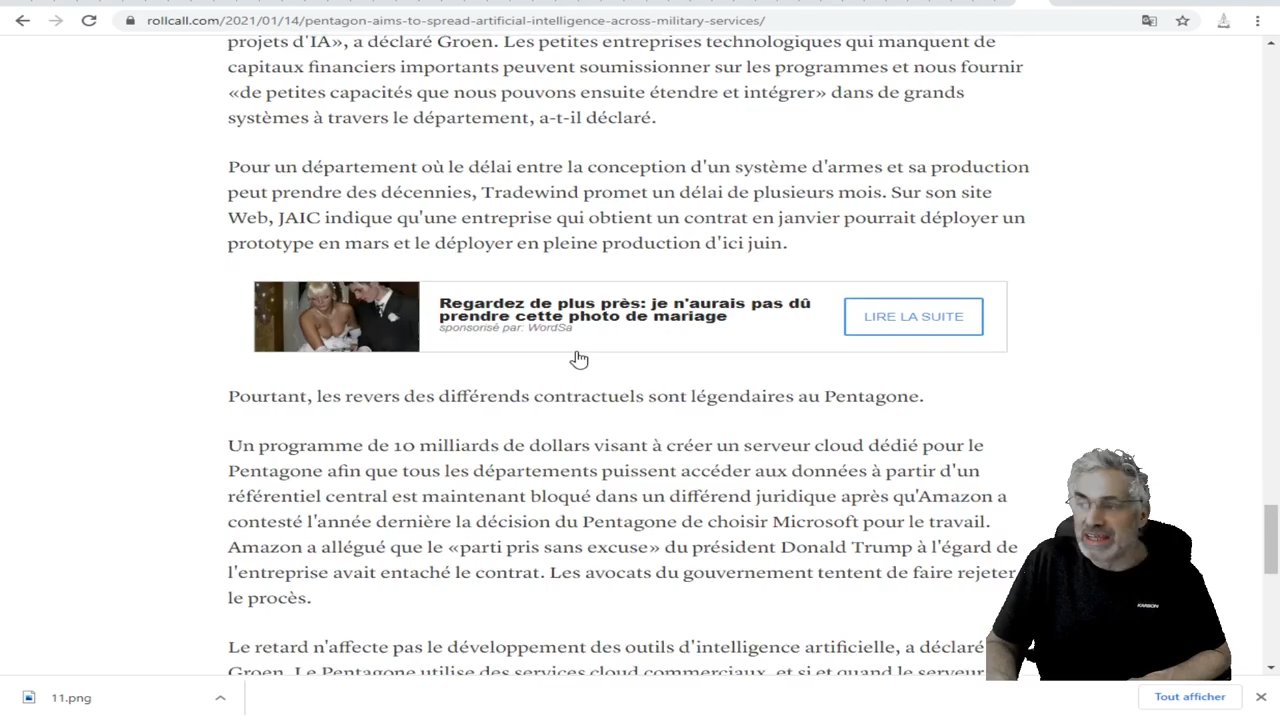 rollcall.com/2021/01/14/pentagon-aims-to-spread-artificial-intelligence-across-military-services/
projets d'IA», a déclaré Groen. Les petites entreprises technologiques qui manquent de
capitaux financiers importants peuvent soumissionner sur les programmes et nous fournir
«de petites capacités que nous pouvons ensuite étendre et intégrer» dans de grands
systèmes à travers le département, a-t-il déclaré.
Pour un département où le délai entre la conception d'un système d'armes et sa production
peut prendre des décennies, Tradewind promet un délai de plusieurs mois. Sur son site
Web, JAIC indique qu'une entreprise qui obtient un contrat en janvier pourrait déployer un
prototype en mars et le déployer en pleine production d'ici juin.
Regardez de plus près: je n'aurais pas dû
prendre cette photo de mariage
sponsorisé par: WordSa
LIRE LA SUITE
Pourtant, les revers des différends contractuels sont légendaires au Pentagone.
Un programme de 10 milliards de dollars visant à créer un serveur cloud dédié pour le
Pentagone afin que tous les départements puissent accéder aux données à partir d'un
référentiel central est maintenant bloqué dans un différend juridique après qu'Amazon a
contesté l'année dernière la décision du Pentagone de choisir Microsoft pour le travail.
Amazon a allégué que le «parti pris sans excuse» du président Donald Trump à l'égard de
l'entreprise avait entaché le contrat. Les avocats du gouvernement tentent de faire rejeter
le procès.
Le retard n'affecte pas le développement des outils d'intelligence artificielle, a déclaré
Groen. Le Pentagone utilise des services cloud commerciaux, et si et quand le serveur
KARBON
11.png
Tout afficher